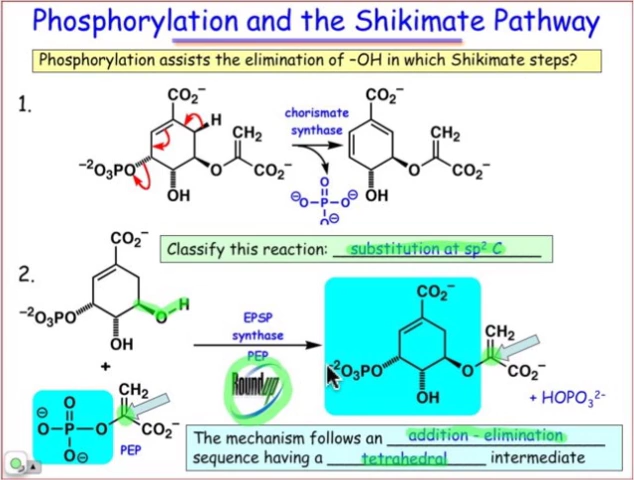 Phosphorylation and the Shikimate Pathway
Phosphorylation assists the elimination of –OH in which Shikimate steps?
1.
CO₂⁻
H
CH₂
⁻²O₃PO
O
CO₂⁻
OH
chorismate
synthase
O
⊖O–P–O⊖
O⊖
CO₂⁻
CH₂
O
CO₂⁻
OH
Classify this reaction: substitution at sp² C
2.
CO₂⁻
⁻²O₃PO
O–H
OH
+
O
⊖O–P–O
O⊖
CH₂
CO₂⁻
PEP
EPSP
synthase
PEP
Roundup
CO₂⁻
CH₂
⁻²O₃PO
O
CO₂⁻
OH
+ HOPO₃²⁻
The mechanism follows an addition - elimination
sequence having a tetrahedral intermediate